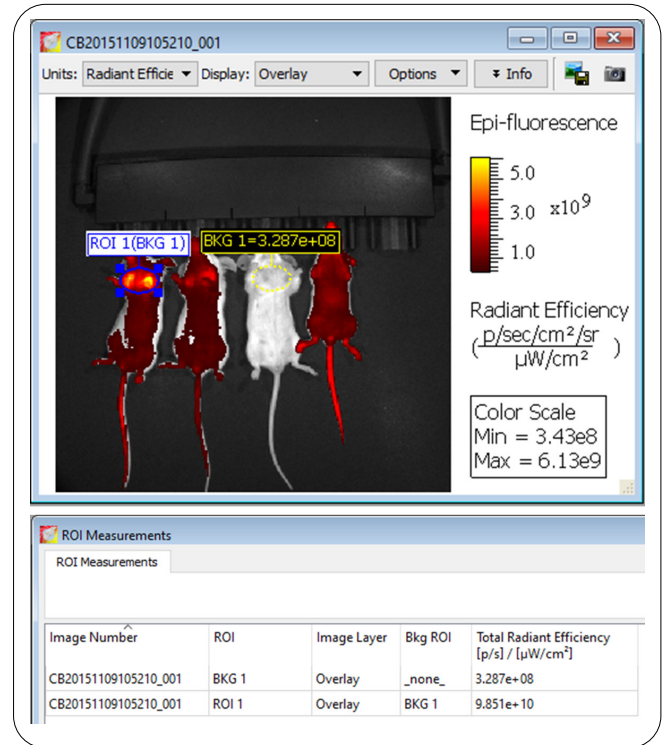 CB20151109105210_001
Units: Radiant Efficie Display: Overlay Options Info
Epi-fluorescence
5.0
3.0 x10⁹
1.0
ROI 1(BKG 1) BKG 1=3.287e+08
Radiant Efficiency
(p/sec/cm²/sr
µW/cm²)
Color Scale
Min = 3.43e8
Max = 6.13e9
ROI Measurements
ROI Measurements
Image Number ROI Image Layer Bkg ROI Total Radiant Efficiency
[p/s] / [µW/cm²]
CB20151109105210_001 BKG 1 Overlay _none_ 3.287e+08
CB20151109105210_001 ROI 1 Overlay BKG 1 9.851e+10